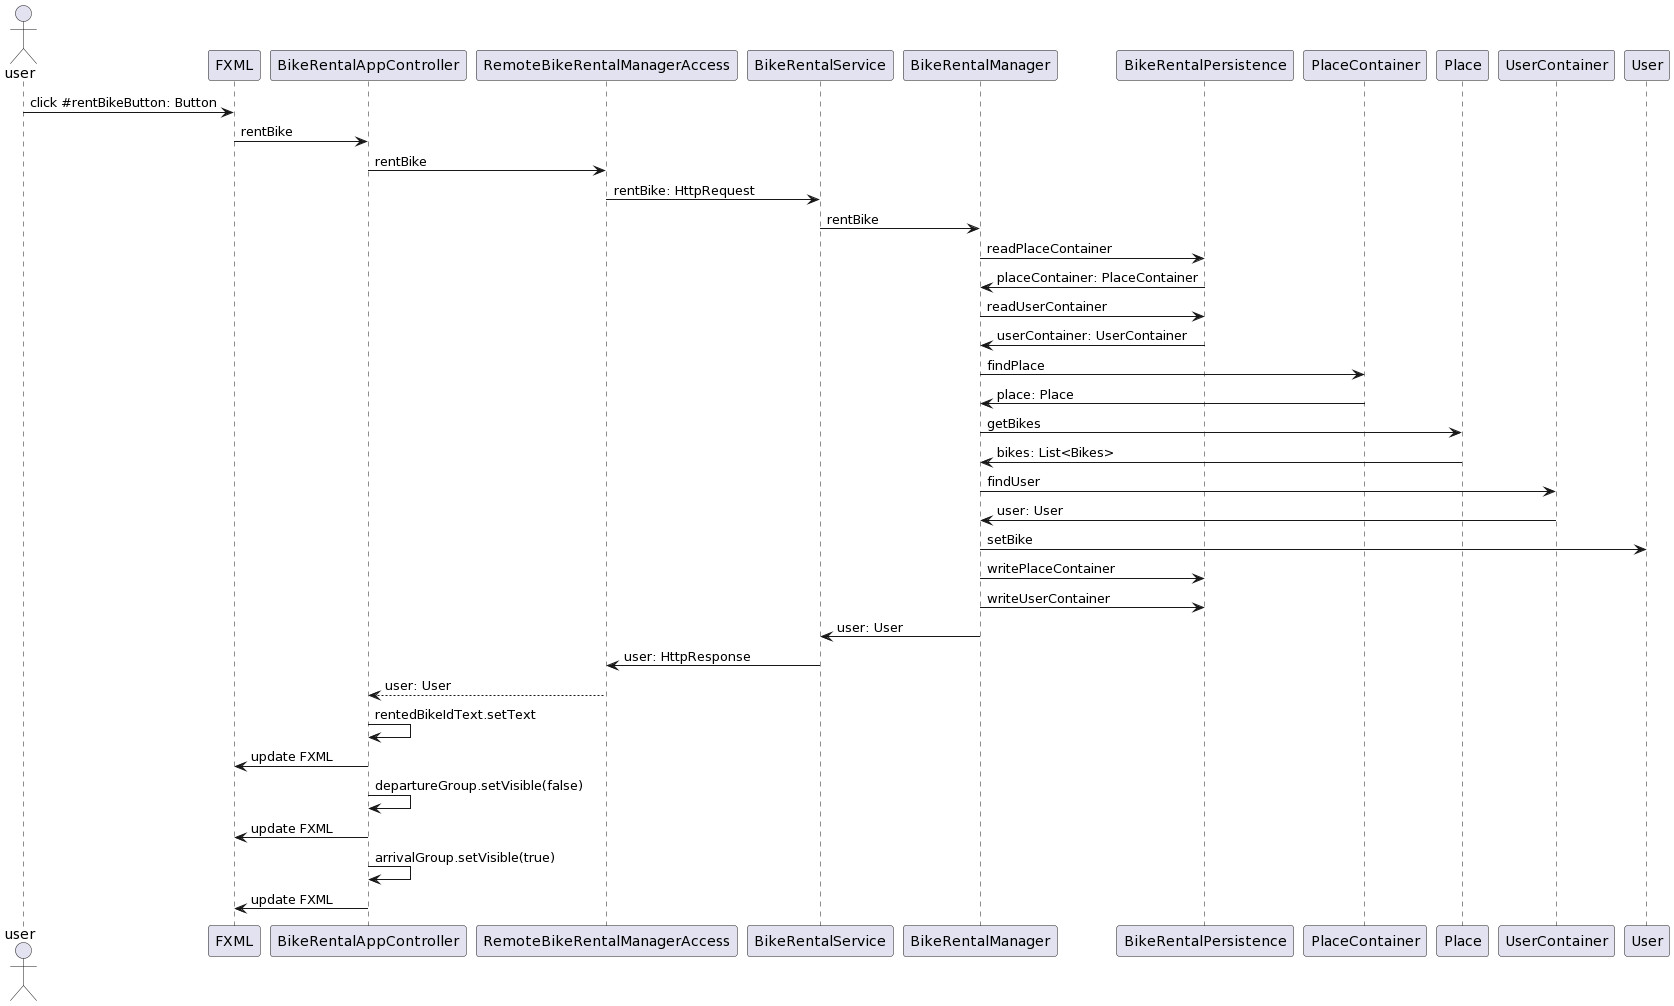 user
FXML
BikeRentalAppController
RemoteBikeRentalManagerAccess
BikeRentalService
BikeRentalManager
BikeRentalPersistence
PlaceContainer
Place
UserContainer
User
click #rentBikeButton: Button
rentBike
rentBike
rentBike: HttpRequest
rentBike
readPlaceContainer
placeContainer: PlaceContainer
readUserContainer
userContainer: UserContainer
findPlace
place: Place
getBikes
bikes: List<Bikes>
findUser
user: User
setBike
writePlaceContainer
writeUserContainer
user: User
user: HttpResponse
user: User
rentedBikeIdText.setText
update FXML
departureGroup.setVisible(false)
update FXML
arrivalGroup.setVisible(true)
update FXML
user
FXML
BikeRentalAppController
RemoteBikeRentalManagerAccess
BikeRentalService
BikeRentalManager
BikeRentalPersistence
PlaceContainer
Place
UserContainer
User